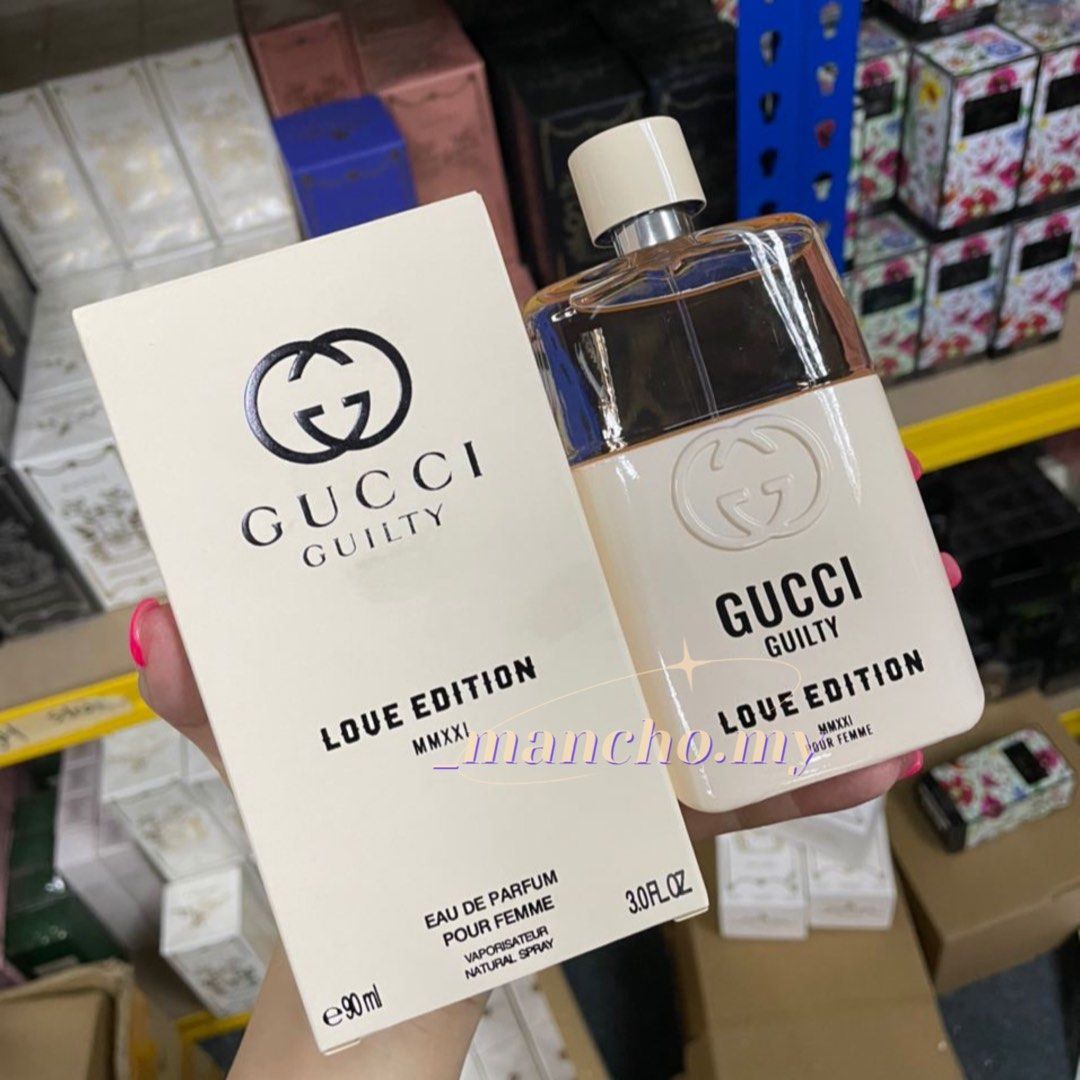 GUCCI
GUILTY
LOVE EDITION
MMXXI
EAU DE PARFUM
POUR FEMME
VAPORISATEUR
NATURAL SPRAY
e90ml
3.0FL.OZ.
GUCCI
GUILTY
LOVE EDITION
MMXXI
POUR FEMME
_mancho.my